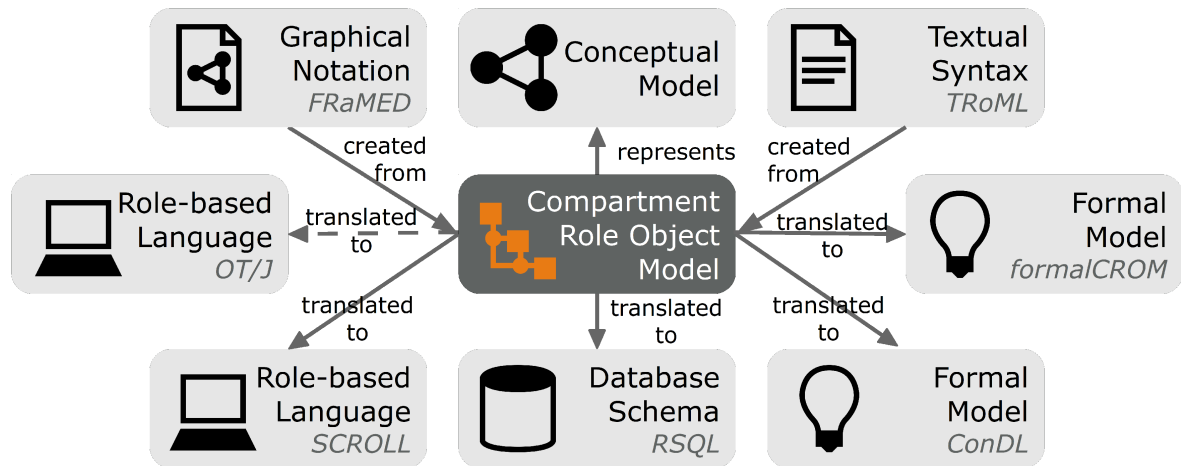 Graphical
Notation
FRaMED
Conceptual
Model
Textual
Syntax
TRoML
created
from
represents
created
from
Role-based
Language
OT/J
translated
to
Compartment
Role Object
Model
translated
to
Formal
Model
formalCROM
translated
to
translated
to
translated
to
Role-based
Language
SCROLL
Database
Schema
RSQL
Formal
Model
ConDL